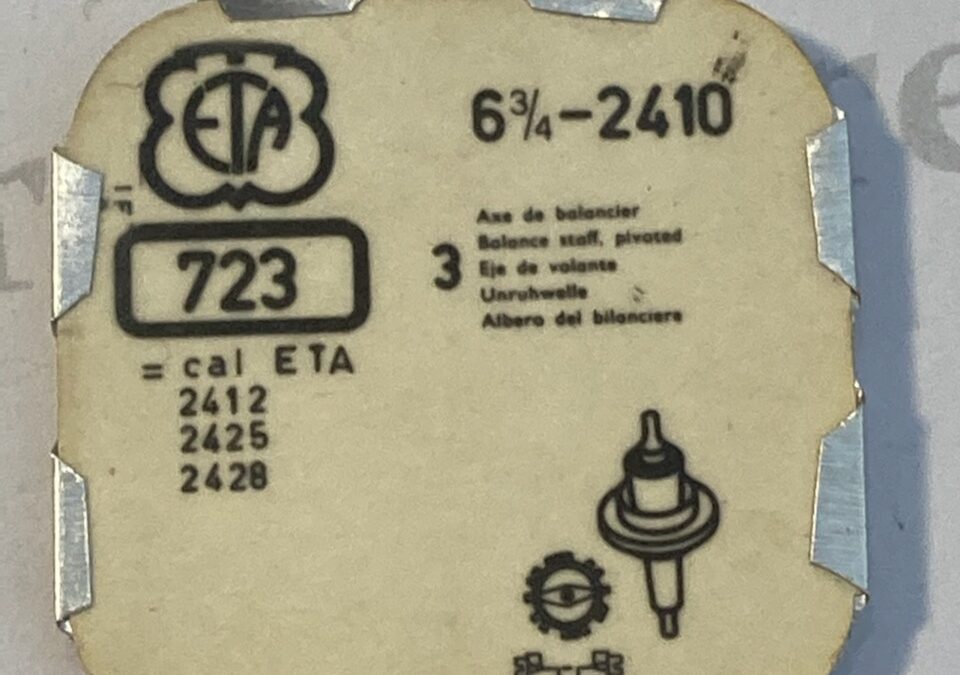 ETA
6¾-2410
723
3
Axe de balancier
Balance staff, pivoted
Eje de volante
Unruhwelle
Albero del bilanciere
= cal ETA
2412
2425
2428